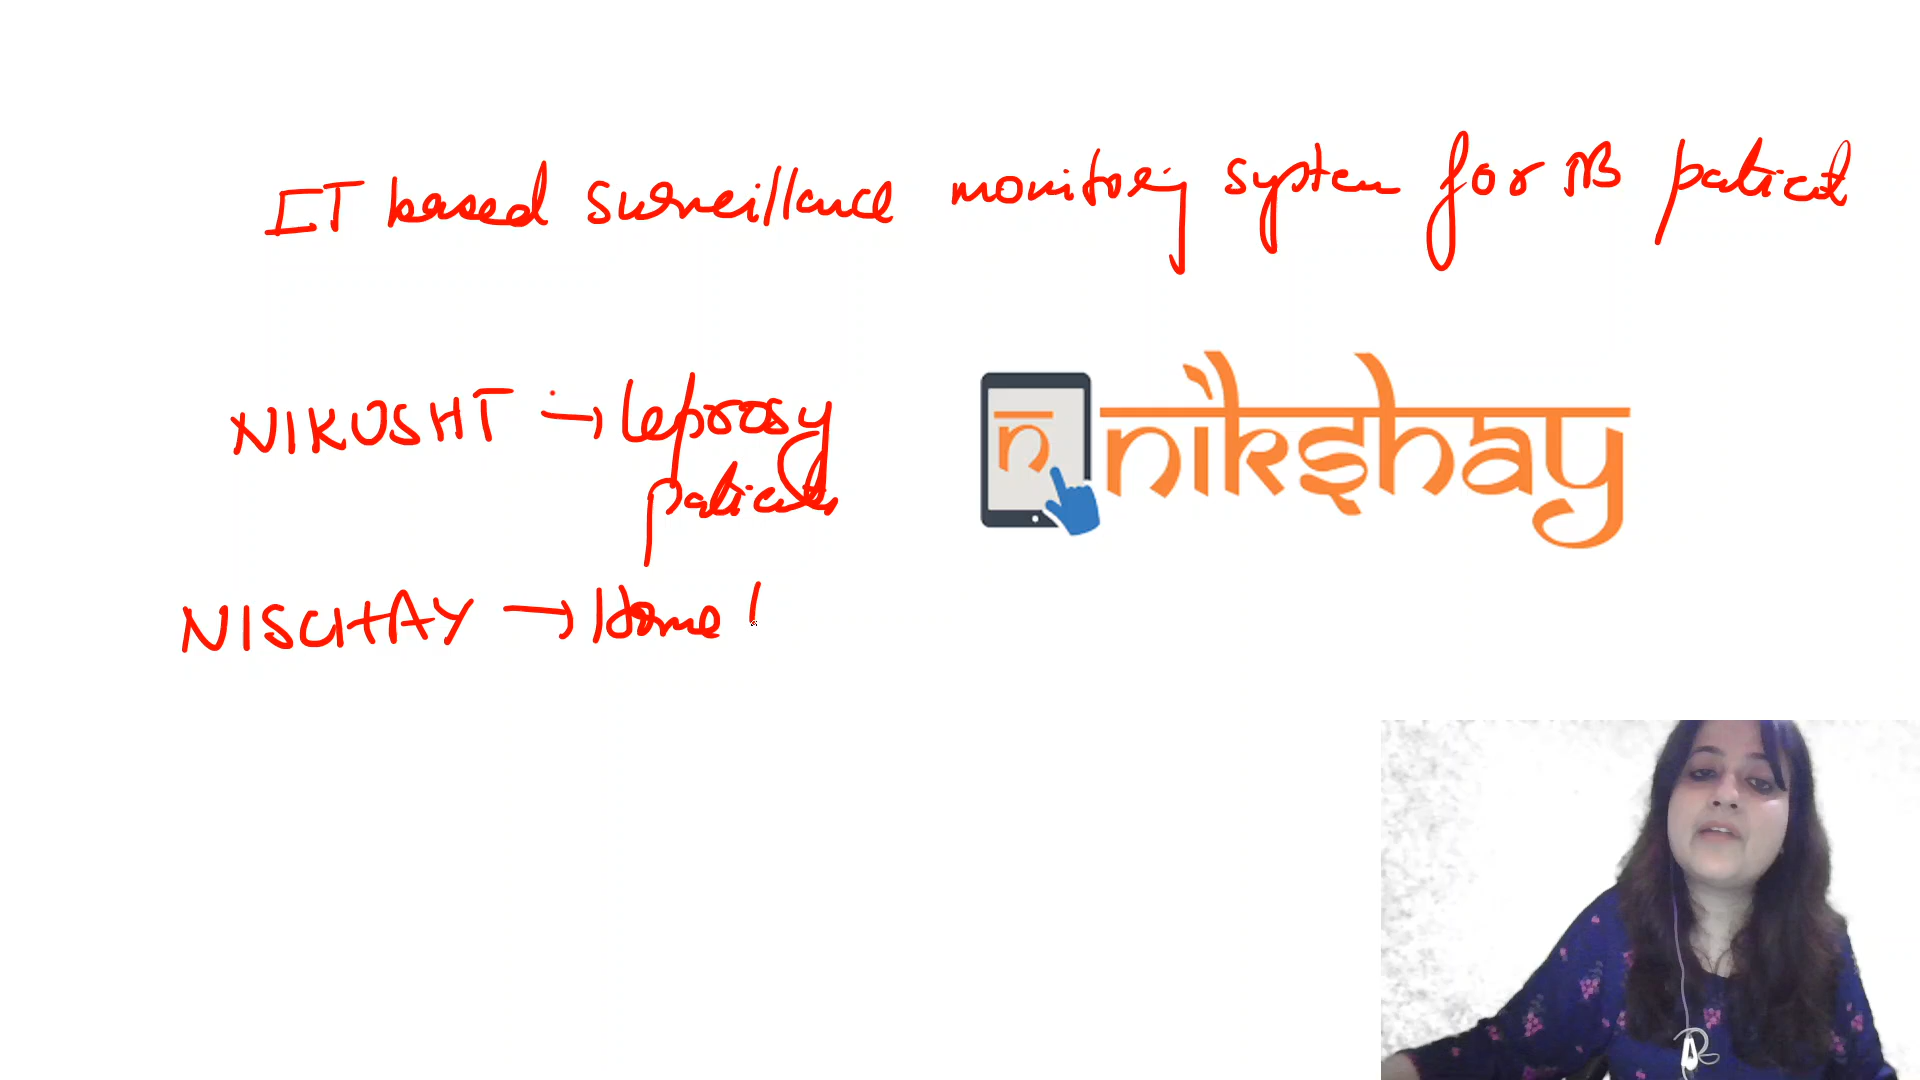 IT based surveillance monitoring system for TB patient
NIKUSHT → leprosy
patients
n nikshay
NISCHAY → Home